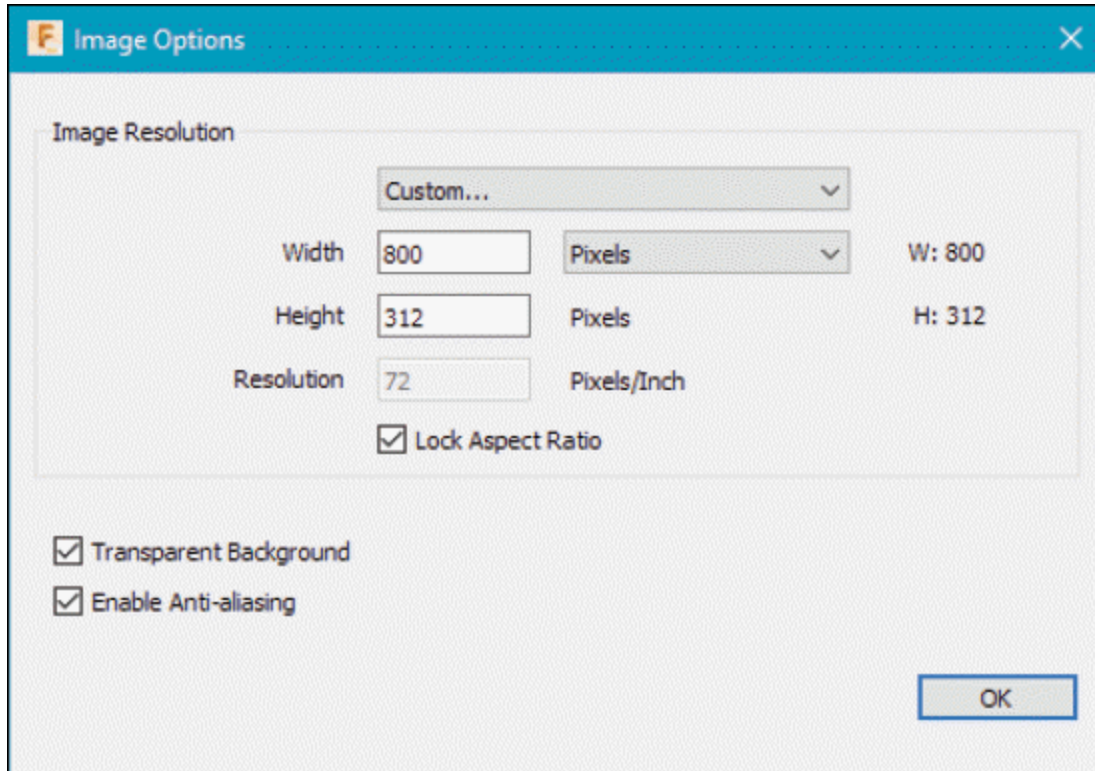 Image Options
Image Resolution
Custom...
Width 800 Pixels W: 800
Height 312 Pixels H: 312
Resolution 72 Pixels/Inch
Lock Aspect Ratio
Transparent Background
Enable Anti-aliasing
OK